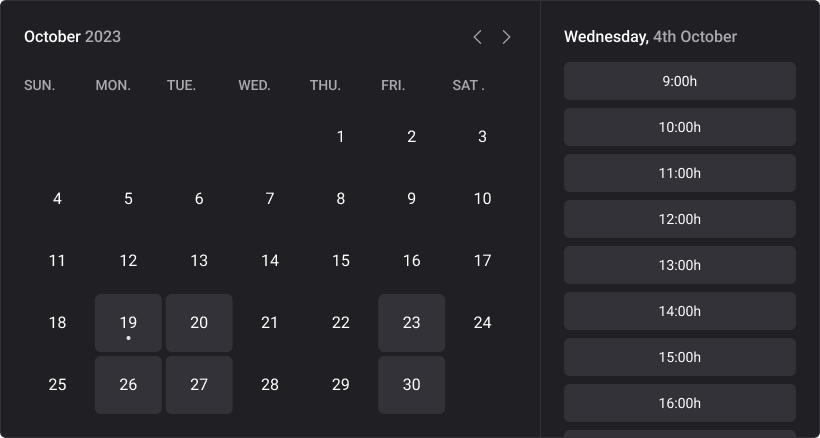 October 2023
SUN. MON. TUE. WED. THU. FRI. SAT .
1 2 3
4 5 6 7 8 9 10
11 12 13 14 15 16 17
18 19 20 21 22 23 24
25 26 27 28 29 30
Wednesday, 4th October
9:00h
10:00h
11:00h
12:00h
13:00h
14:00h
15:00h
16:00h